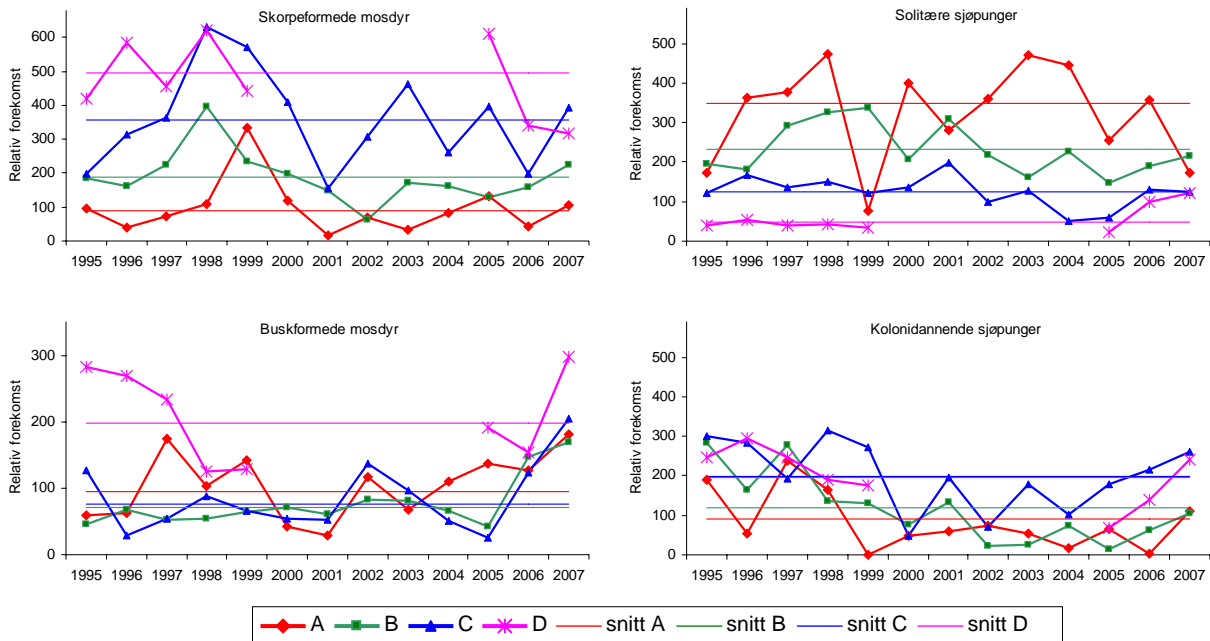 Skorpeformede mosdyr
Relativ forekomst
600
500
400
300
200
100
0
1995 1996 1997 1998 1999 2000 2001 2002 2003 2004 2005 2006 2007
Solitære sjøpunger
Relativ forekomst
500
400
300
200
100
0
1995 1996 1997 1998 1999 2000 2001 2002 2003 2004 2005 2006 2007
Buskformede mosdyr
Relativ forekomst
300
200
100
0
1995 1996 1997 1998 1999 2000 2001 2002 2003 2004 2005 2006 2007
Kolonidannende sjøpunger
Relativ forekomst
500
400
300
200
100
0
1995 1996 1997 1998 1999 2000 2001 2002 2003 2004 2005 2006 2007
A B C D snitt A snitt B snitt C snitt D